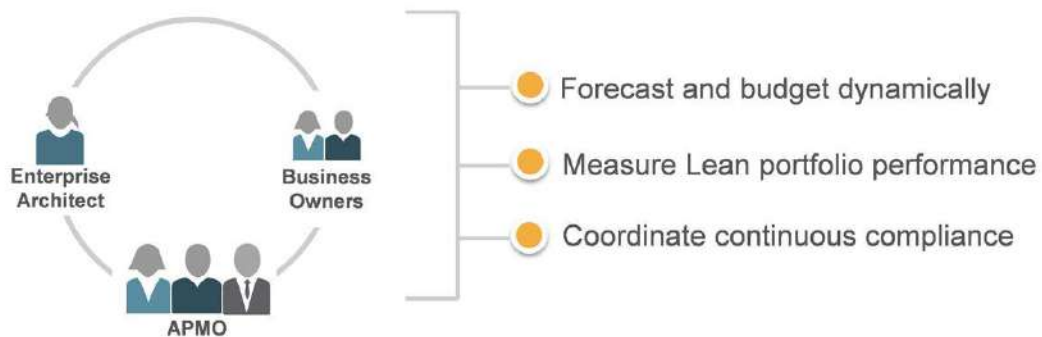 Enterprise
Architect
Business
Owners
APMO
Forecast and budget dynamically
Measure Lean portfolio performance
Coordinate continuous compliance